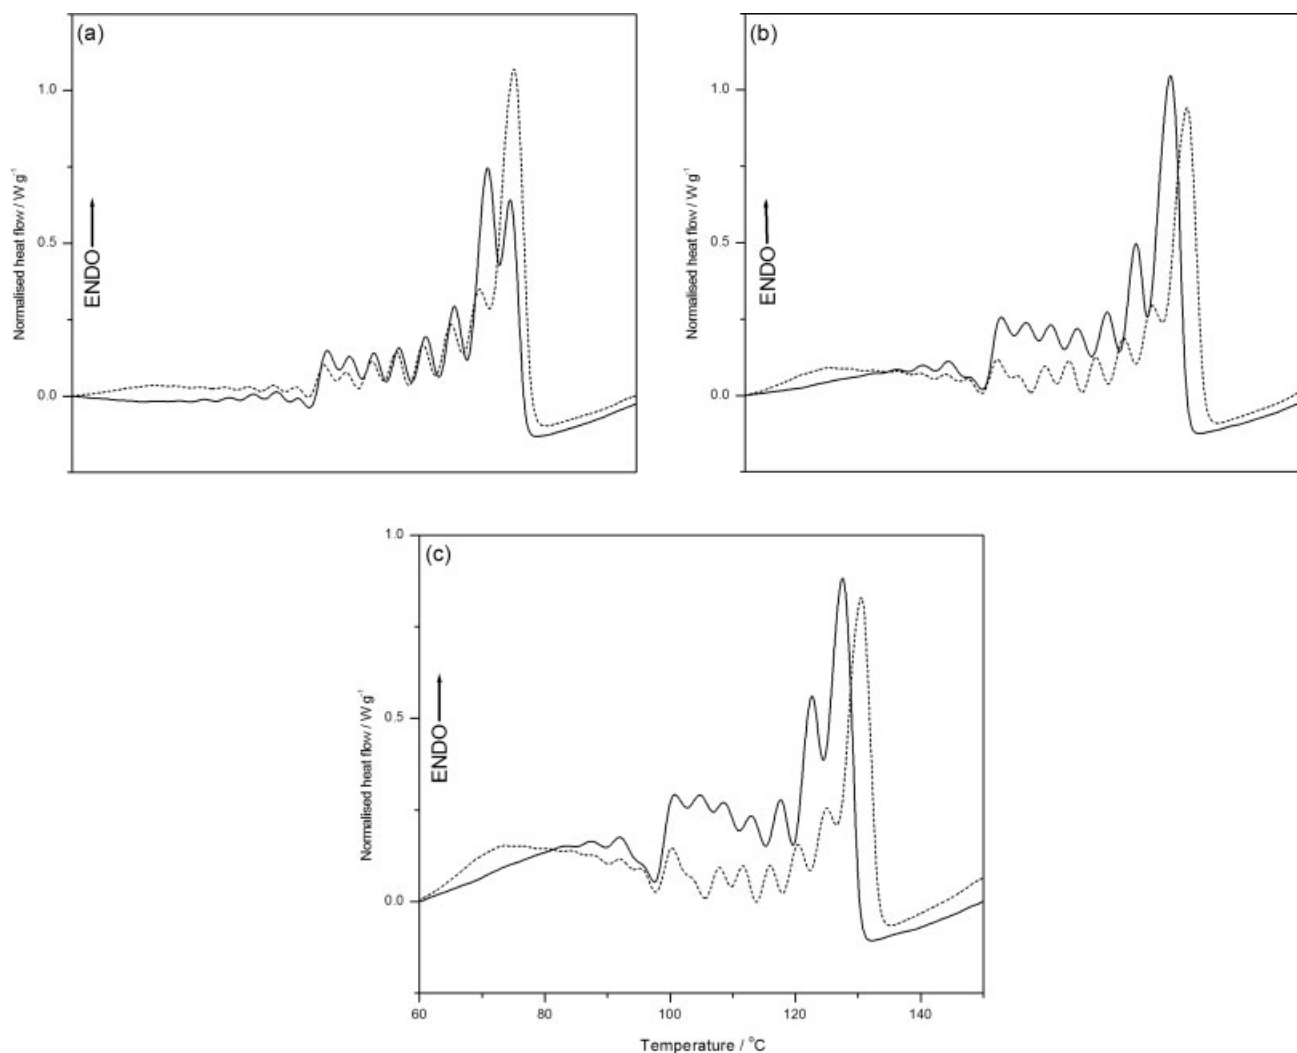 (a)
1.0
0.5
0.0
Normalised heat flow / W g⁻¹
ENDO
(b)
1.0
0.5
0.0
Normalised heat flow / W g⁻¹
ENDO
(c)
1.0
0.5
0.0
Normalised heat flow / W g⁻¹
ENDO
60 80 100 120 140
Temperature / °C